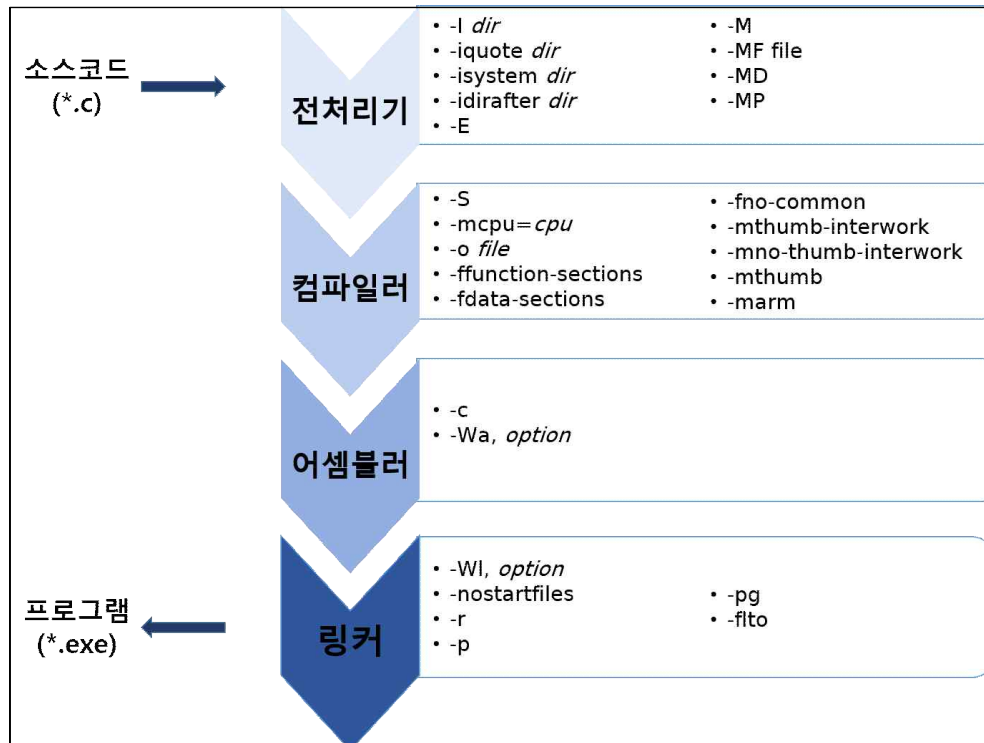 소스코드
(*.c)
전처리기
• -I dir
• -iquote dir
• -isystem dir
• -idirafter dir
• -E
• -M
• -MF file
• -MD
• -MP
컴파일러
• -S
• -mcpu=cpu
• -o file
• -ffunction-sections
• -fdata-sections
• -fno-common
• -mthumb-interwork
• -mno-thumb-interwork
• -mthumb
• -marm
어셈블러
• -c
• -Wa, option
링커
• -Wl, option
• -nostartfiles
• -r
• -p
• -pg
• -flto
프로그램
(*.exe)